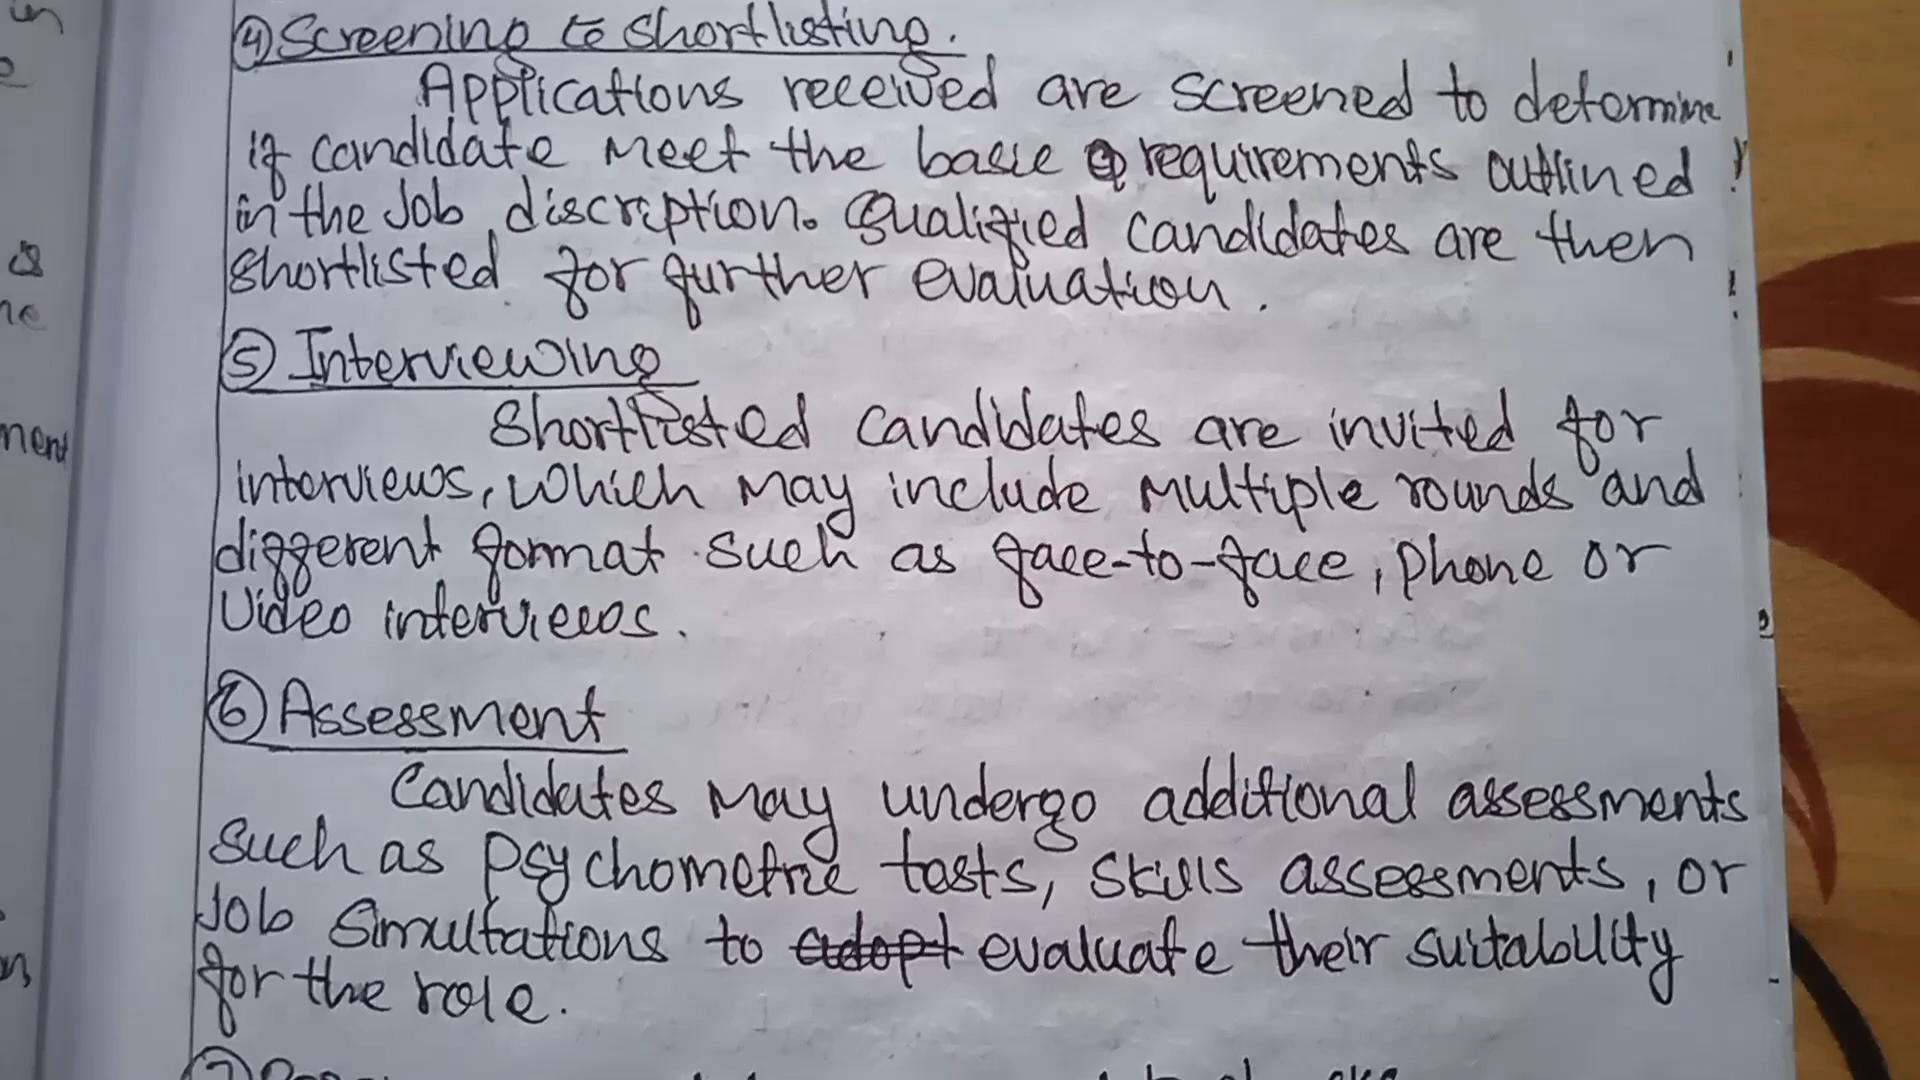 ④ Screening to shortlisting.
Applications received are screened to determine
if candidate meet the basic requirements outlined
in the Job discription. Qualified candidates are then
shortlisted for further evaluation.
⑤ Interviewing
Shortlisted candidates are invited for
interviews, which may include multiple rounds and
different format such as face-to-face, phone or
Video interviews.
⑥ Assessment
Candidates may undergo additional assessments
such as psychometric tests, skills assessments, or
Job Simultations to adopt evaluate their suitability
for the role.